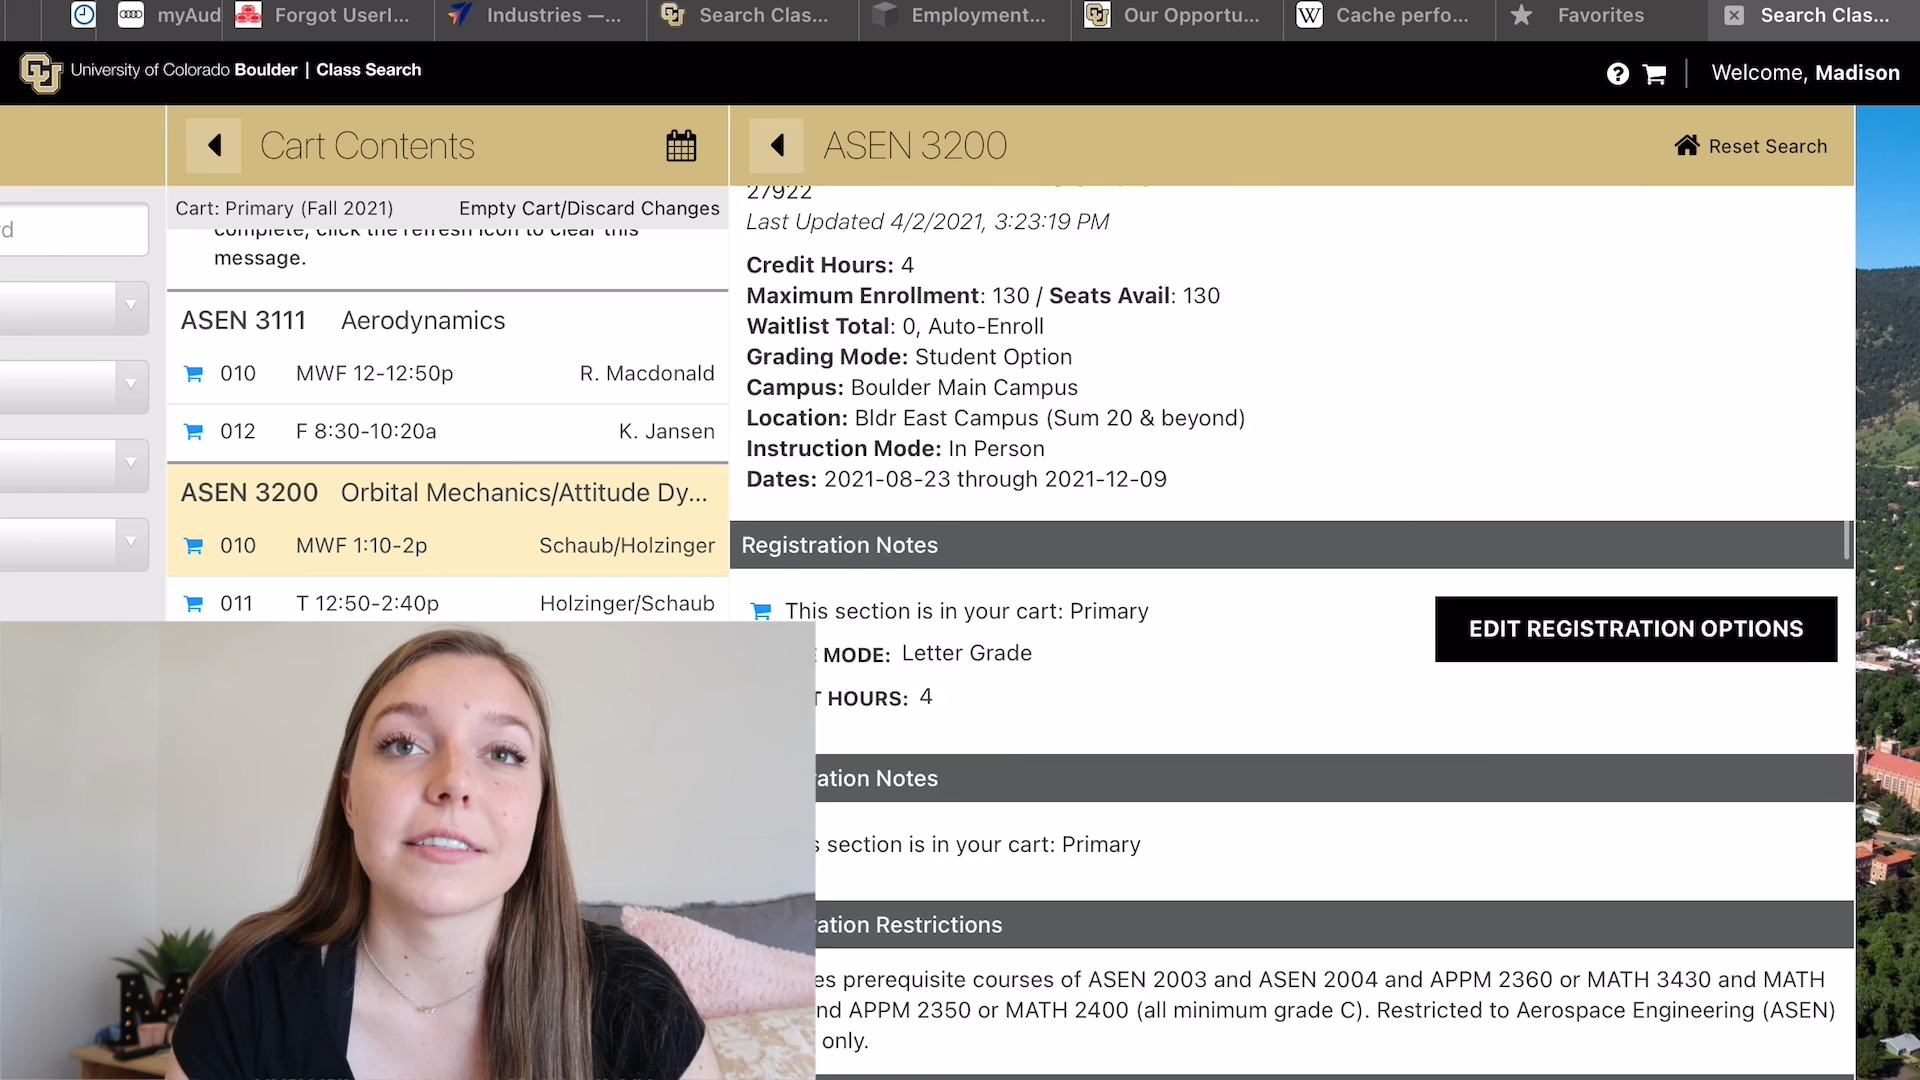 myAud
Forgot UserI...
Industries —...
Search Clas...
Employment...
Our Opportu...
Cache perfo...
Favorites
Search Clas...
University of Colorado Boulder | Class Search
Welcome, Madison
Cart Contents
Cart: Primary (Fall 2021) Empty Cart/Discard Changes
complete, click the refresh icon to clear this
message.
ASEN 3111 Aerodynamics
010 MWF 12-12:50p R. Macdonald
012 F 8:30-10:20a K. Jansen
ASEN 3200 Orbital Mechanics/Attitude Dy...
010 MWF 1:10-2p Schaub/Holzinger
011 T 12:50-2:40p Holzinger/Schaub
ASEN 3200
Reset Search
27922
Last Updated 4/2/2021, 3:23:19 PM
Credit Hours: 4
Maximum Enrollment: 130 / Seats Avail: 130
Waitlist Total: 0, Auto-Enroll
Grading Mode: Student Option
Campus: Boulder Main Campus
Location: Bldr East Campus (Sum 20 & beyond)
Instruction Mode: In Person
Dates: 2021-08-23 through 2021-12-09
Registration Notes
This section is in your cart: Primary
EDIT REGISTRATION OPTIONS
MODE: Letter Grade
HOURS: 4
ation Notes
s section is in your cart: Primary
ation Restrictions
es prerequisite courses of ASEN 2003 and ASEN 2004 and APPM 2360 or MATH 3430 and MATH
nd APPM 2350 or MATH 2400 (all minimum grade C). Restricted to Aerospace Engineering (ASEN)
only.